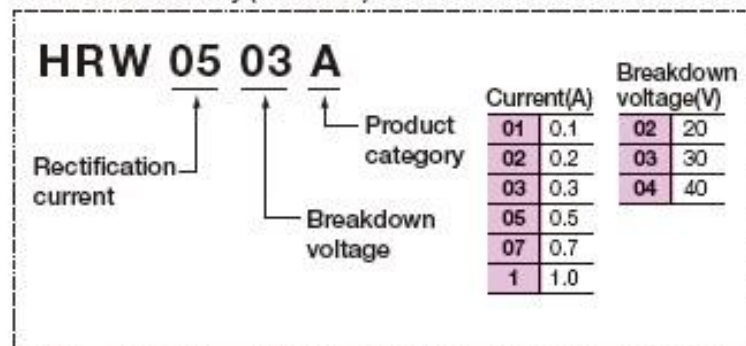 HRW 05 03 A
Product
category
Rectification
current
Breakdown
voltage
Current(A)
01 0.1
02 0.2
03 0.3
05 0.5
07 0.7
1 1.0
Breakdown
voltage(V)
02 20
03 30
04 40